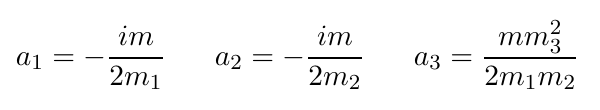 $a_1 = -\frac{im}{2m_1} \qquad a_2 = -\frac{im}{2m_2} \qquad a_3 = \frac{mm_3^2}{2m_1m_2}$